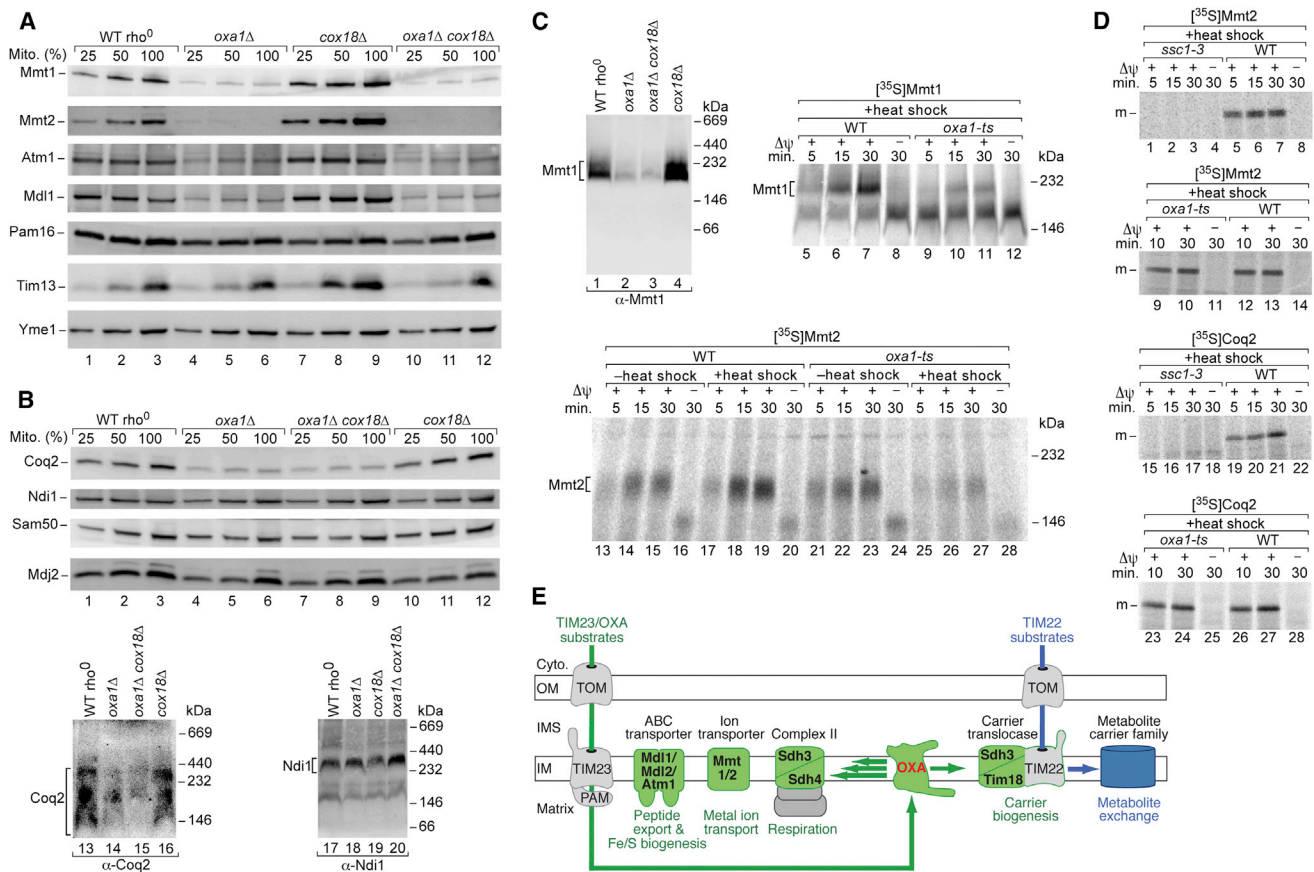 A
WT rho0 oxa1Δ cox18Δ oxa1Δ cox18Δ
Mito. (%) 25 50 100 25 50 100 25 50 100 25 50 100
Mmt1
Mmt2
Atm1
Mdl1
Pam16
Tim13
Yme1
1 2 3 4 5 6 7 8 9 10 11 12
B
WT rho0 oxa1Δ oxa1Δ cox18Δ cox18Δ
Mito. (%) 25 50 100 25 50 100 25 50 100 25 50 100
Coq2
Ndi1
Sam50
Mdj2
1 2 3 4 5 6 7 8 9 10 11 12
WT rho0 oxa1Δ oxa1Δ cox18Δ cox18Δ
kDa
669
440
232
146
Coq2
13 14 15 16
α-Coq2
WT rho0 oxa1Δ cox18Δ oxa1Δ cox18Δ
kDa
669
440
232
146
66
Ndi1
17 18 19 20
α-Ndi1
C
WT rho0 oxa1Δ oxa1Δ cox18Δ cox18Δ
kDa
669
440
232
146
66
Mmt1
1 2 3 4
α-Mmt1
[35S]Mmt1
+heat shock
WT oxa1-ts
Δψ + + + – + + + –
min. 5 15 30 30 5 15 30 30 kDa
Mmt1
232
146
5 6 7 8 9 10 11 12
[35S]Mmt2
WT oxa1-ts
–heat shock +heat shock –heat shock +heat shock
Δψ + + + – + + + – + + + – + + + –
min. 5 15 30 30 5 15 30 30 5 15 30 30 5 15 30 30 kDa
232
Mmt2
146
13 14 15 16 17 18 19 20 21 22 23 24 25 26 27 28
D
[35S]Mmt2
+heat shock
ssc1-3 WT
Δψ + + + – + + + –
min. 5 15 30 30 5 15 30 30
m
1 2 3 4 5 6 7 8
[35S]Mmt2
+heat shock
oxa1-ts WT
Δψ + + – + + –
min. 10 30 30 10 30 30
m
9 10 11 12 13 14
[35S]Coq2
+heat shock
ssc1-3 WT
Δψ + + + – + + + –
min. 5 15 30 30 5 15 30 30
m
15 16 17 18 19 20 21 22
[35S]Coq2
+heat shock
oxa1-ts WT
Δψ + + – + + –
min. 10 30 30 10 30 30
m
23 24 25 26 27 28
E
TIM23/OXA
substrates
TIM22
substrates
Cyto.
OM
TOM
TOM
IMS
ABC
transporter
Ion
transporter
Complex II
Carrier
translocase
Metabolite
carrier family
IM
TIM23
Mdl1/
Mdl2/
Atm1
Mmt
1/2
Sdh3
Sdh4
OXA
Sdh3
Tim18
TIM22
Matrix
PAM
Peptide
export &
Fe/S biogenesis
Metal ion
transport
Respiration
Carrier
biogenesis
Metabolite
exchange